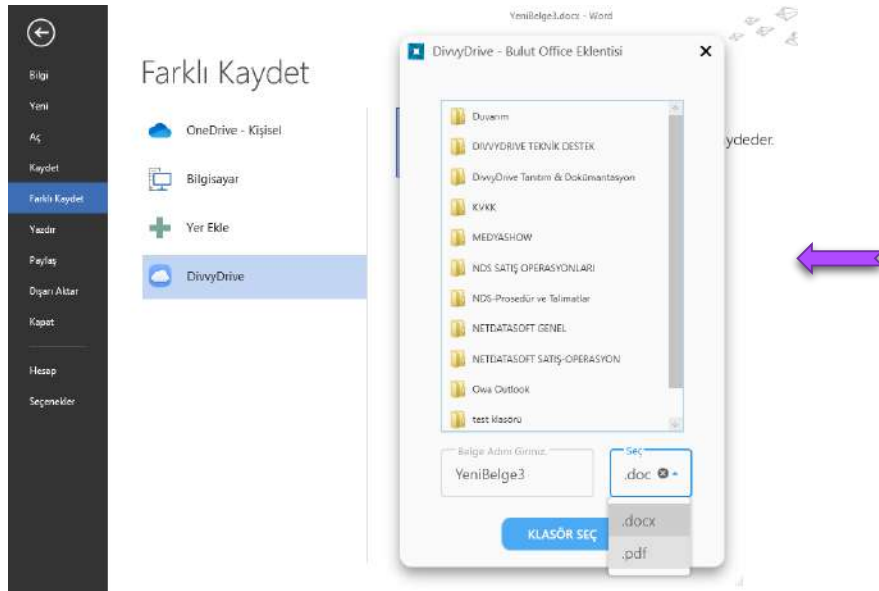 YeniBelge3.docx - Word
Bilgi
Yeni
Aç
Kaydet
Farklı Kaydet
Yazdır
Paylaş
Dışarı Aktar
Kapat
Hesap
Seçenekler
Farklı Kaydet
OneDrive - Kişisel
Bilgisayar
Yer Ekle
DivvyDrive
DivvyDrive - Bulut Office Eklentisi
Duvarım
DIVVYDRIVE TEKNİK DESTEK
DivvyDrive Tanıtım & Dokümantasyon
KVKK
MEDYASHOW
NDS SATIŞ OPERASYONLARI
NDS-Prosedür ve Talimatlar
NETDATASOFT GENEL
NETDATASOFT SATIŞ-OPERASYON
Owa Outlook
test klasörü
Belge Adını Giriniz.
YeniBelge3
Seç
.doc
.docx
.pdf
KLASÖR SEÇ
ydeder.